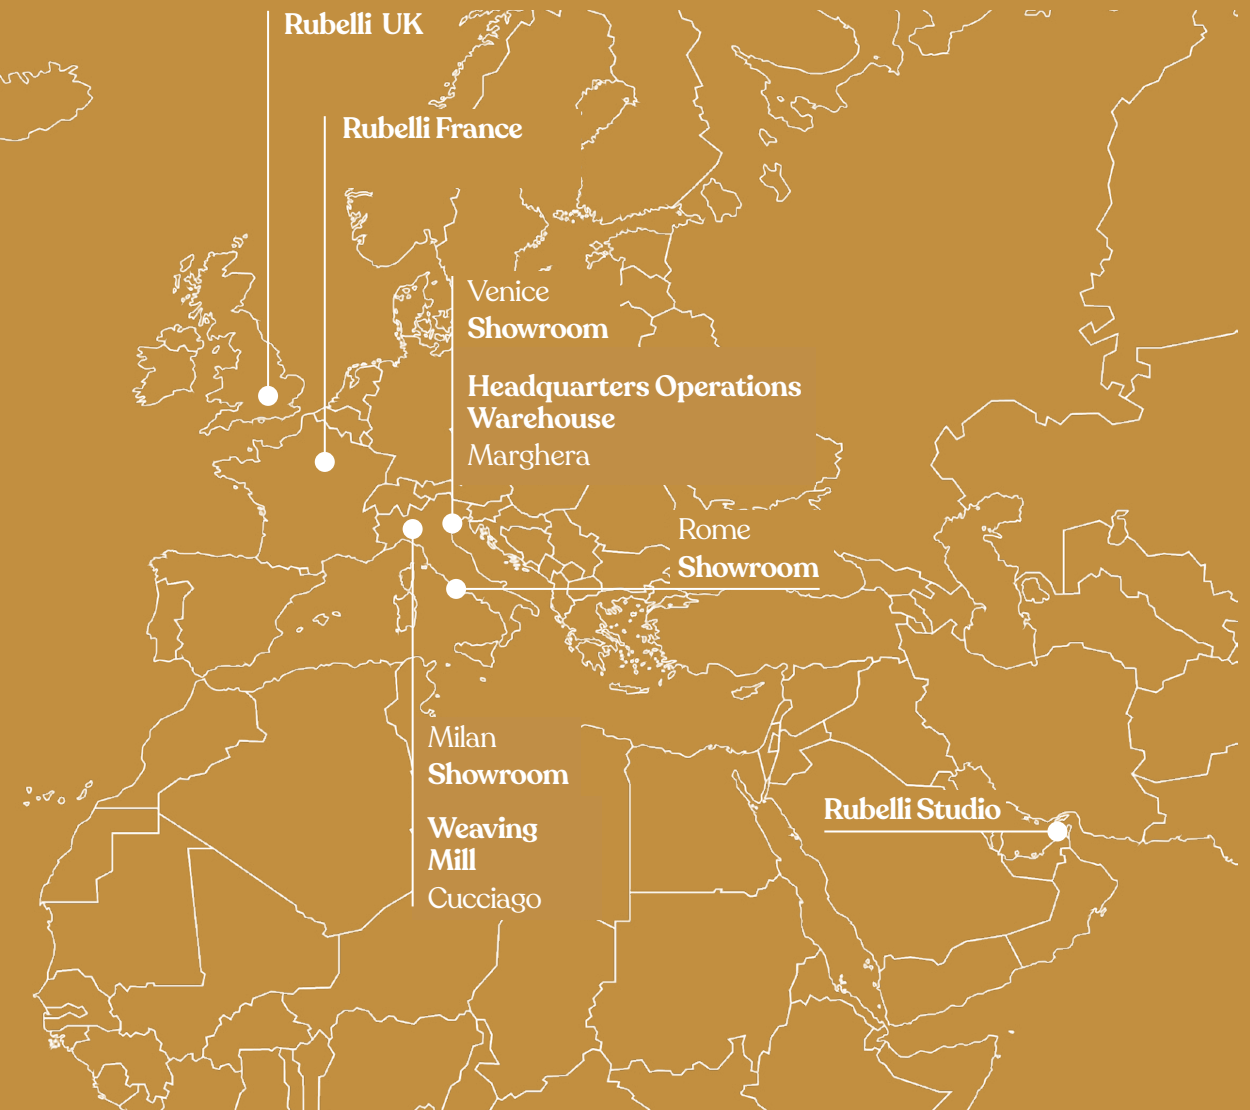 Rubelli UK
Rubelli France
Venice
Showroom
Headquarters Operations
Warehouse
Marghera
Rome
Showroom
Milan
Showroom
Weaving
Mill
Cucciago
Rubelli Studio